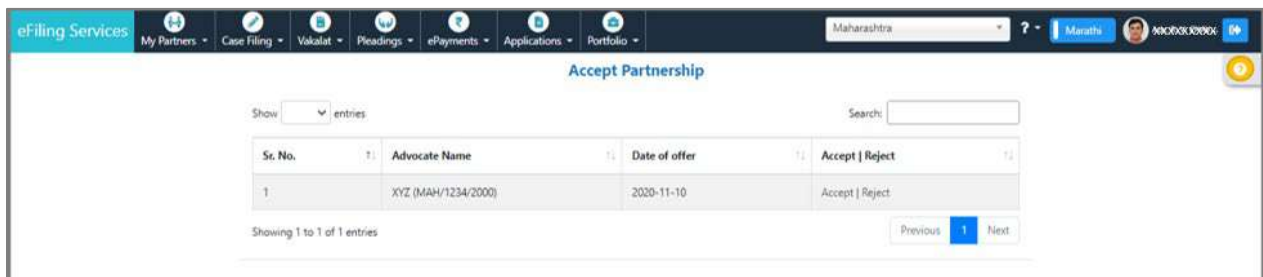 eFiling Services My Partners Case Filing Vakalat Pleadings ePayments Applications Portfolio Maharashtra ? Marathi
Accept Partnership
Show entries Search:
Sr. No. Advocate Name Date of offer Accept | Reject
1 XYZ (MAH/1234/2000) 2020-11-10 Accept | Reject
Showing 1 to 1 of 1 entries Previous 1 Next